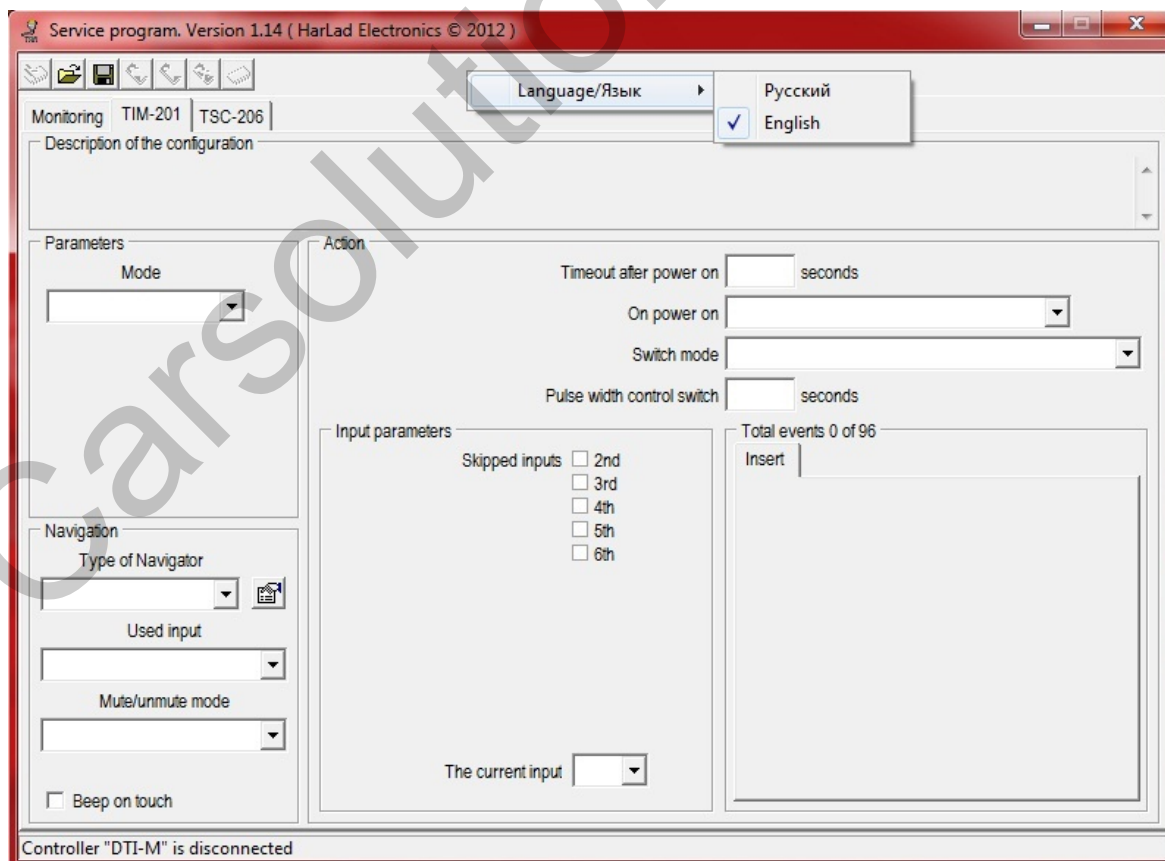 Service program. Version 1.14 ( HarLad Electronics © 2012 )
Language/Язык
Русский
English
Monitoring TIM-201 TSC-206
Description of the configuration
Parameters
Mode
Action
Timeout after power on seconds
On power on
Switch mode
Pulse width control switch seconds
Input parameters
Skipped inputs 2nd
3rd
4th
5th
6th
The current input
Total events 0 of 96
Insert
Navigation
Type of Navigator
Used input
Mute/unmute mode
Beep on touch
Controller "DTI-M" is disconnected
Carsolutio